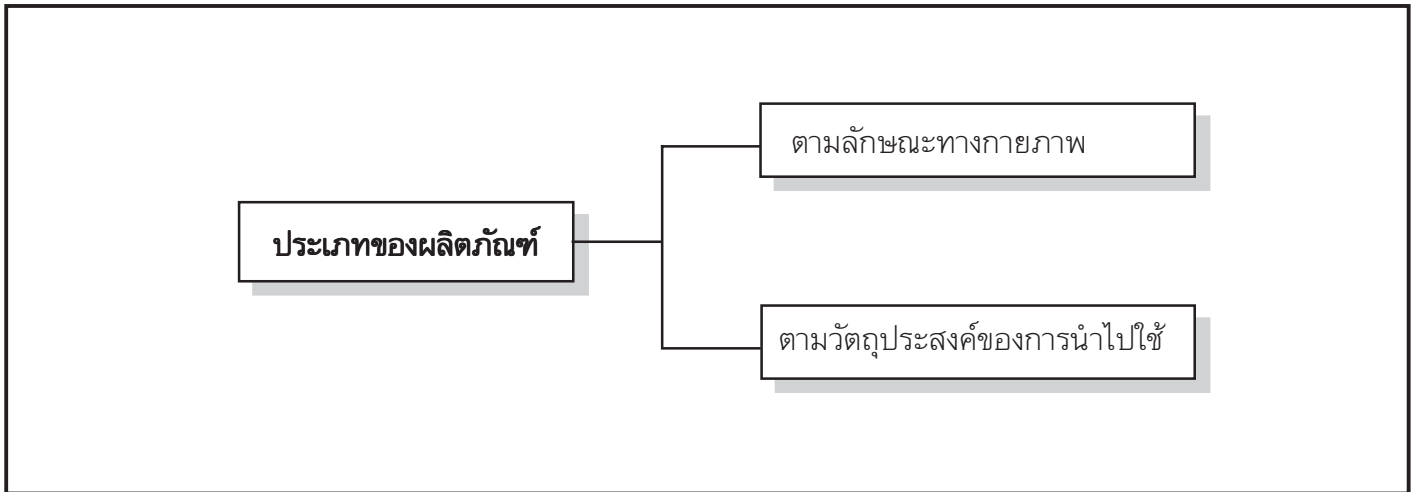 ตามลักษณะทางกายภาพ
ประเภทของผลิตภัณฑ์
ตามวัตถุประสงค์ของการนำไปใช้